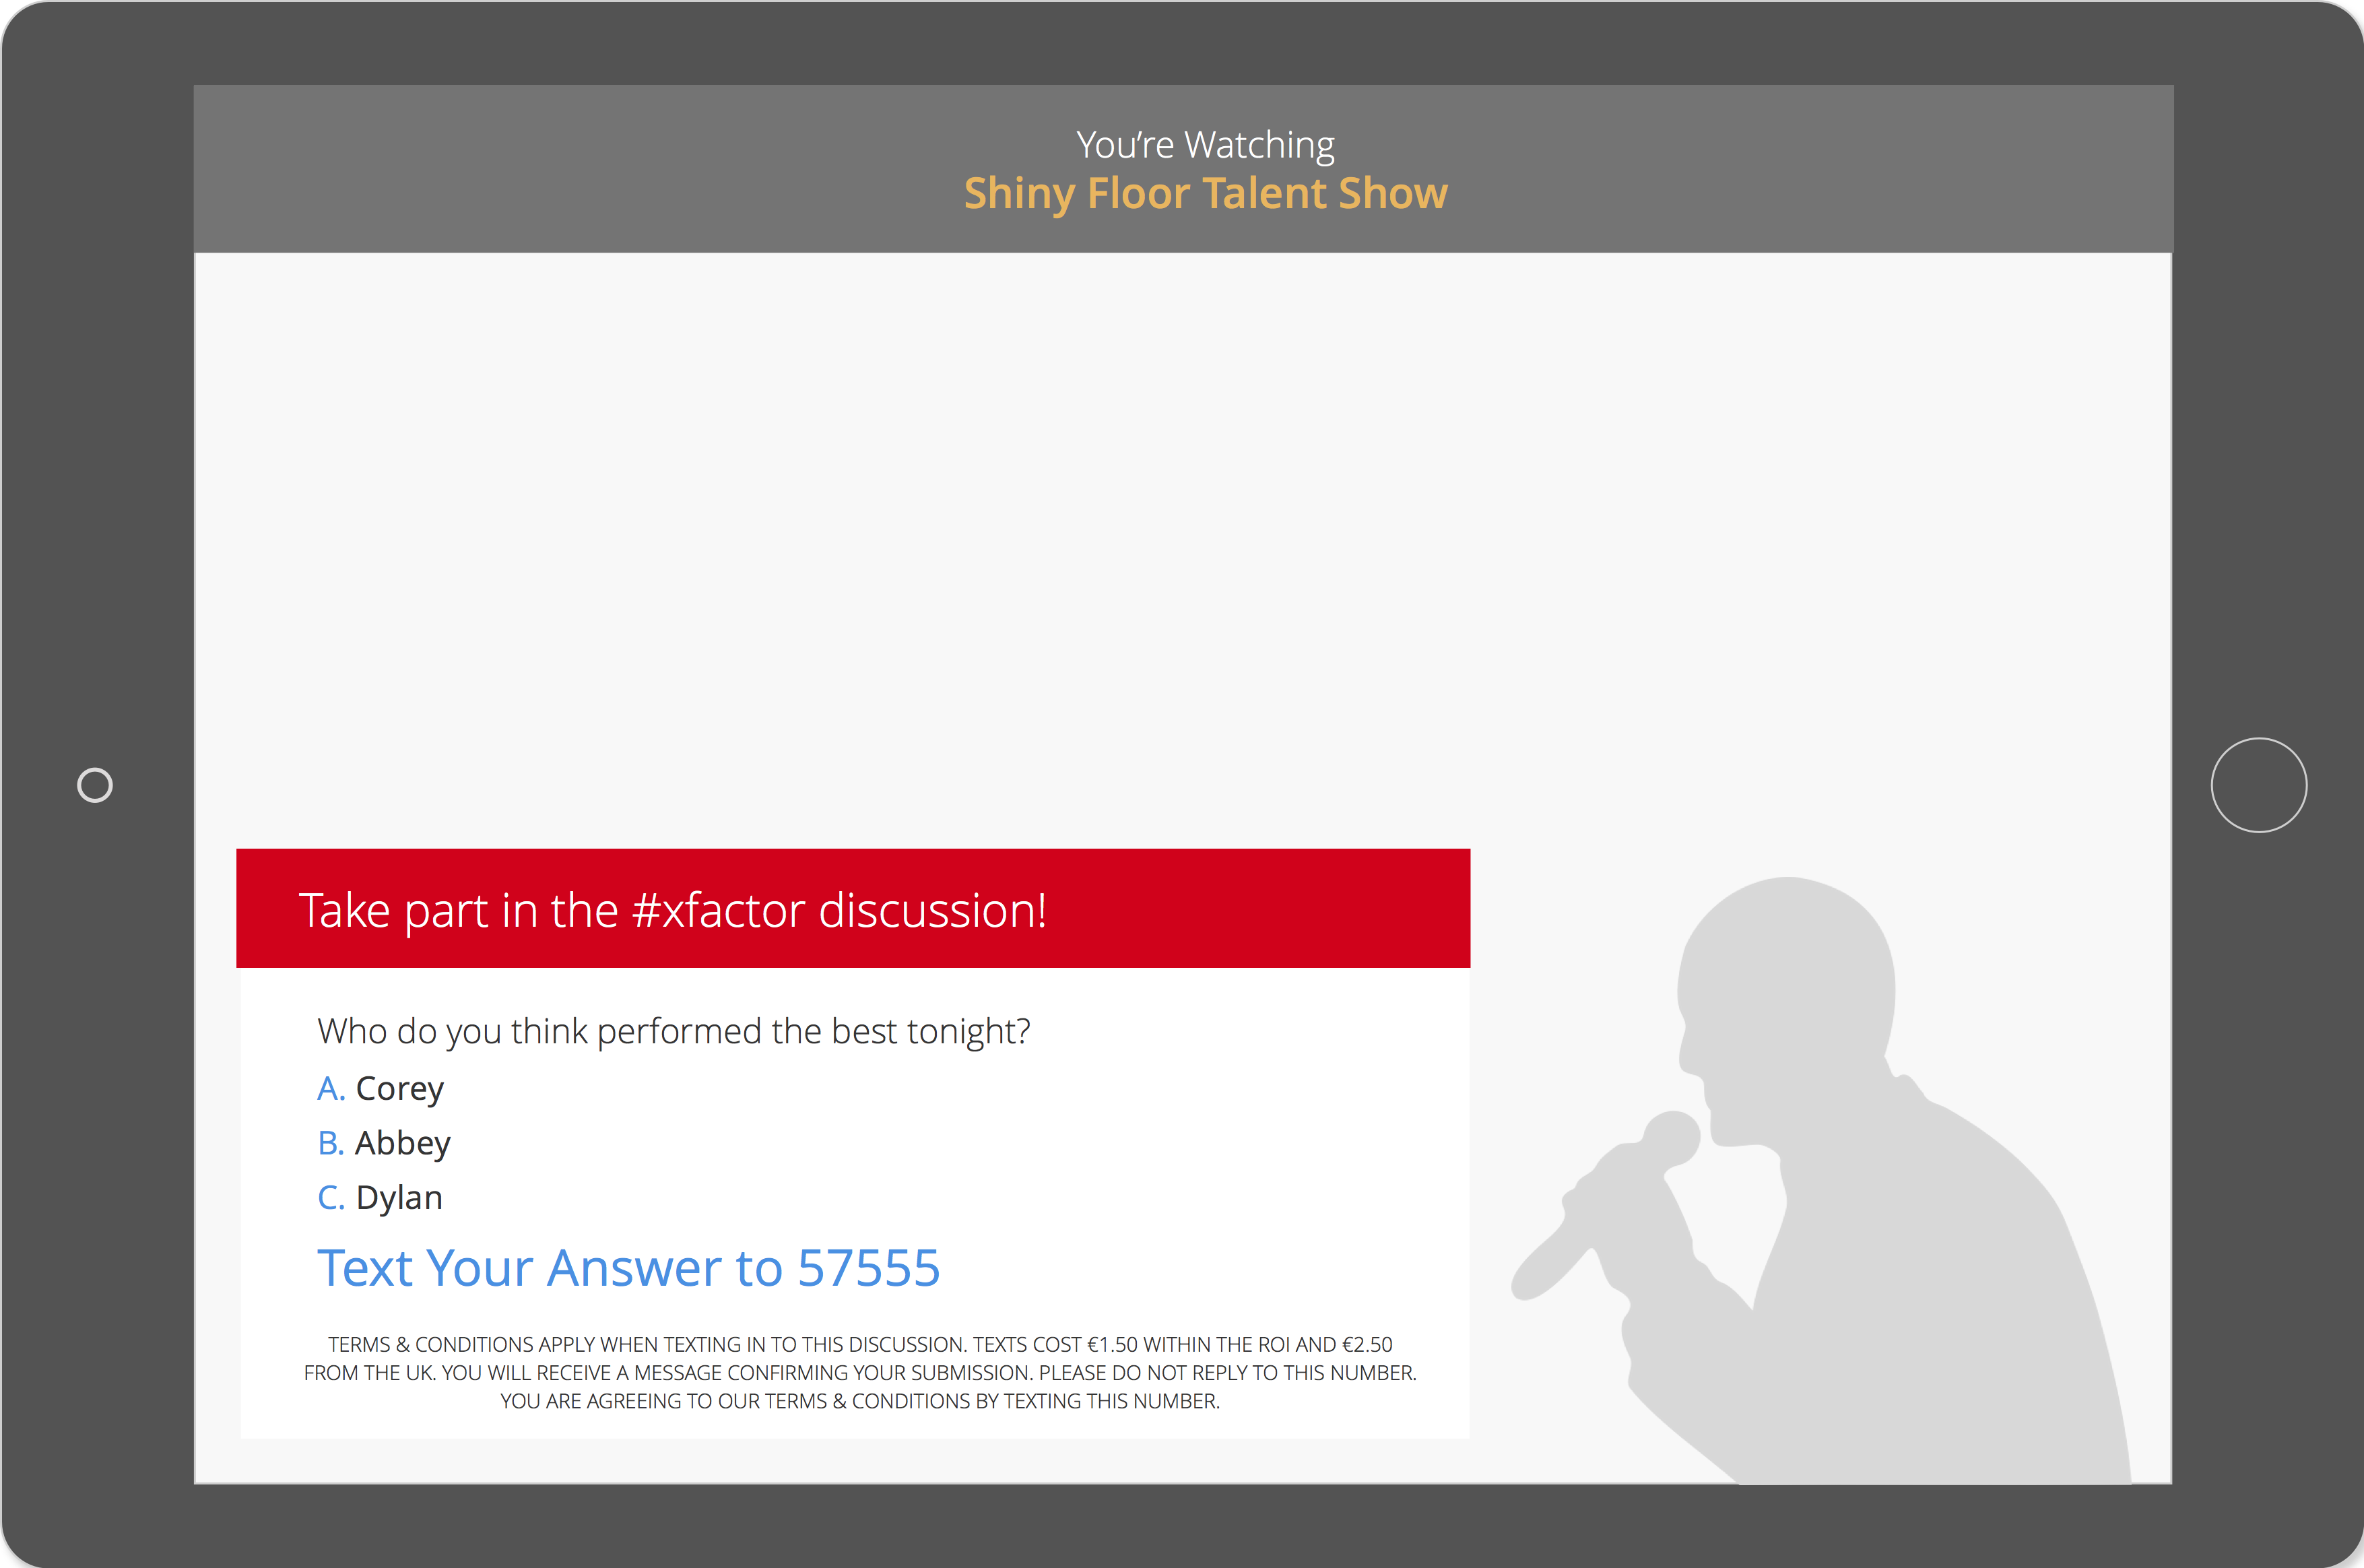 You’re Watching
Shiny Floor Talent Show
Take part in the #xfactor discussion!
Who do you think performed the best tonight?
A. Corey
B. Abbey
C. Dylan
Text Your Answer to 57555
TERMS & CONDITIONS APPLY WHEN TEXTING IN TO THIS DISCUSSION. TEXTS COST €1.50 WITHIN THE ROI AND €2.50
FROM THE UK. YOU WILL RECEIVE A MESSAGE CONFIRMING YOUR SUBMISSION. PLEASE DO NOT REPLY TO THIS NUMBER.
YOU ARE AGREEING TO OUR TERMS & CONDITIONS BY TEXTING THIS NUMBER.